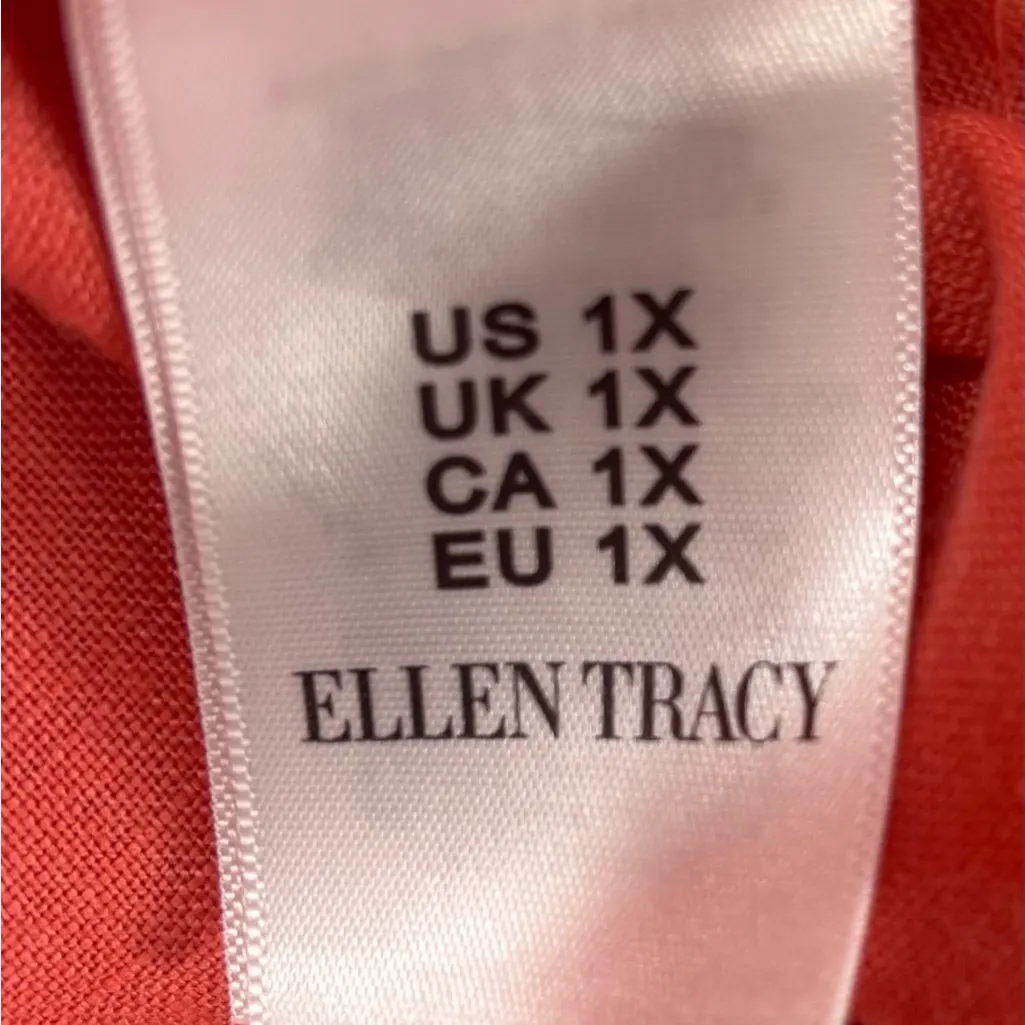 US 1X
UK 1X
CA 1X
EU 1X
ELLEN TRACY